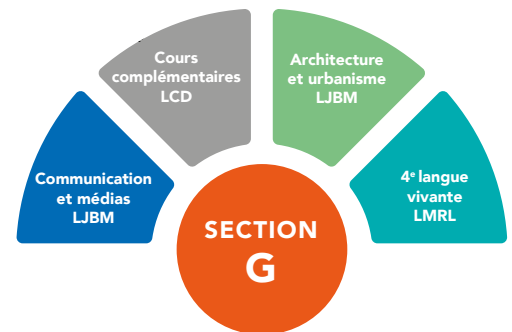 Communication
et médias
LJBM
Cours
complémentaires
LCD
Architecture
et urbanisme
LJBM
4e langue
vivante
LMRL
SECTION
G